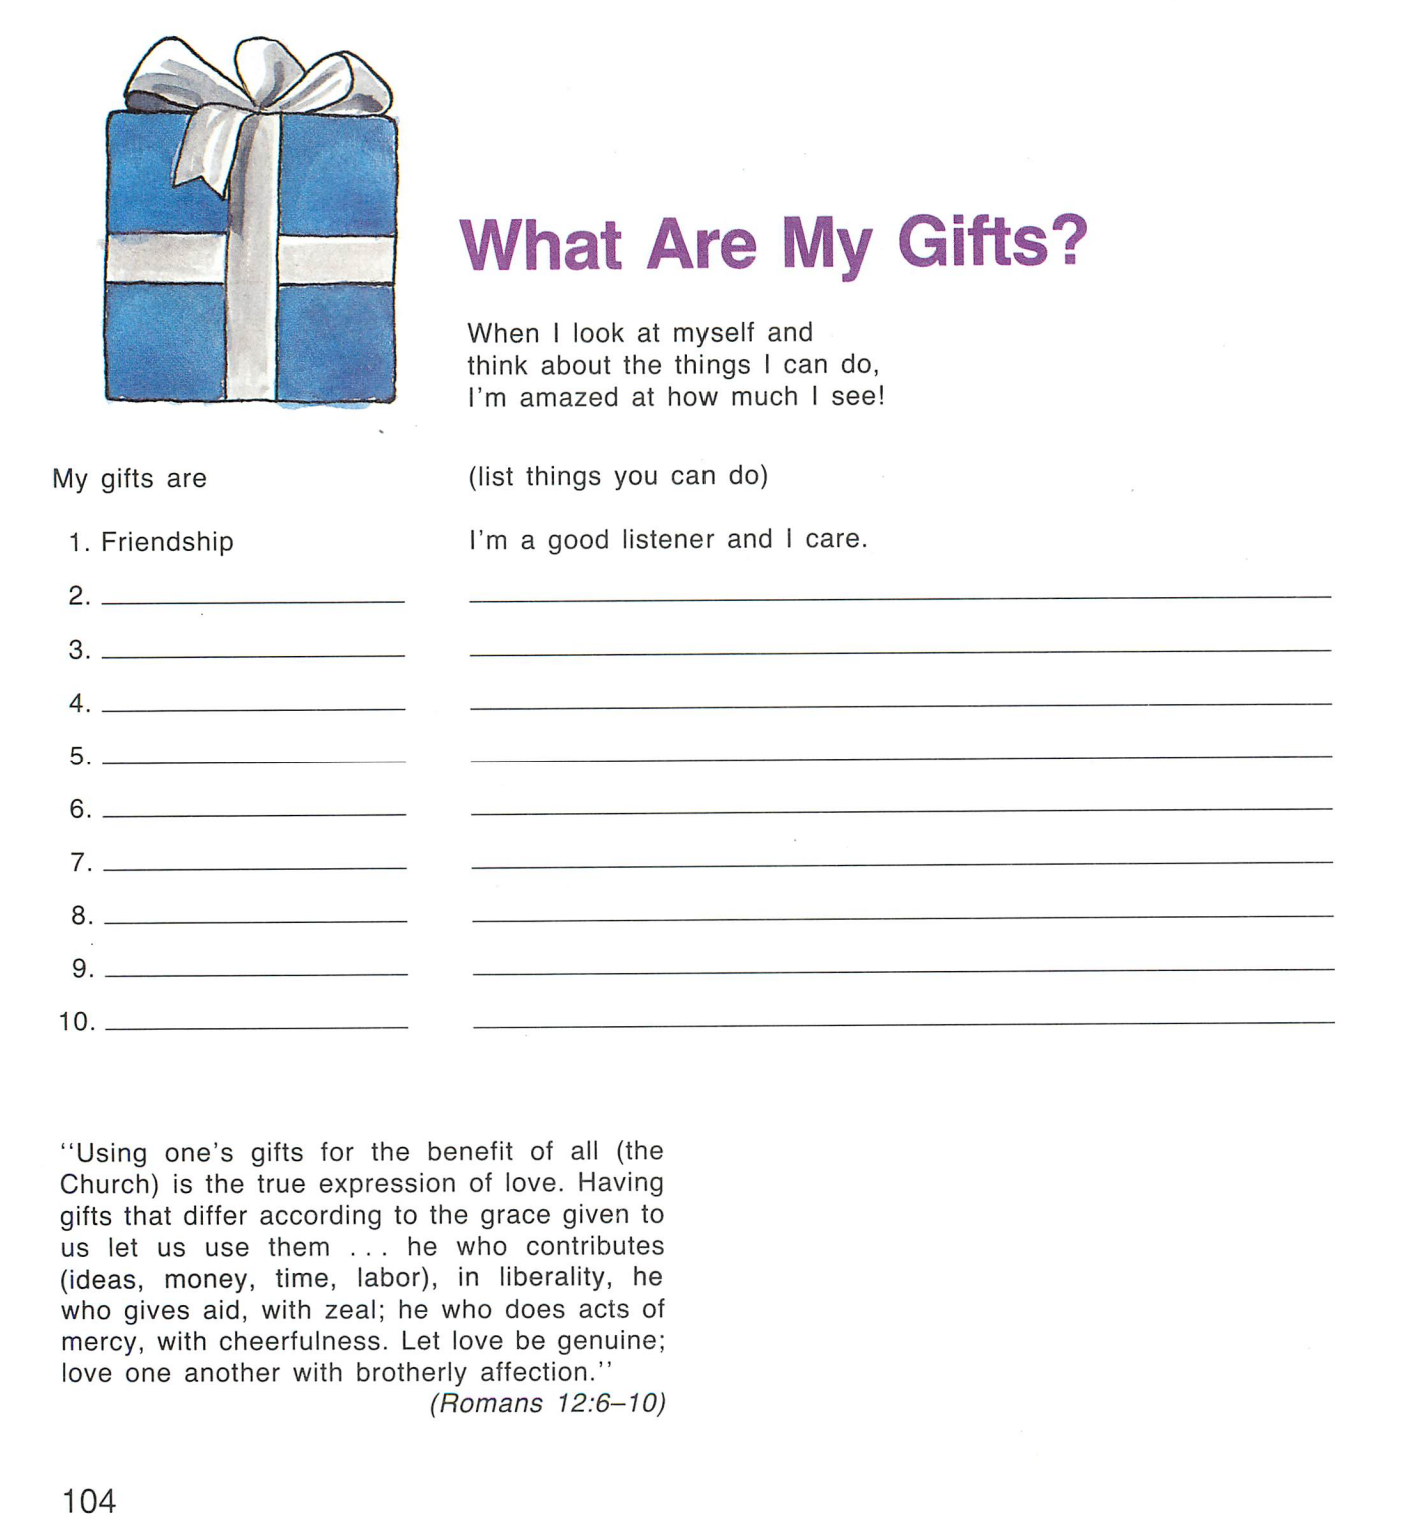 What Are My Gifts?
When I look at myself and
think about the things I can do,
I'm amazed at how much I see!
My gifts are (list things you can do)
1. Friendship I'm a good listener and I care.
2.
3.
4.
5.
6.
7.
8.
9.
10.
‘‘Using one's gifts for the benefit of all (the
Church) is the true expression of love. Having
gifts that differ according to the grace given to
us let us use them ... he who contributes
(ideas, money, time, labor), in liberality, he
who gives aid, with zeal; he who does acts of
mercy, with cheerfulness. Let love be genuine;
love one another with brotherly affection.’’
(Romans 12:6–10)
104